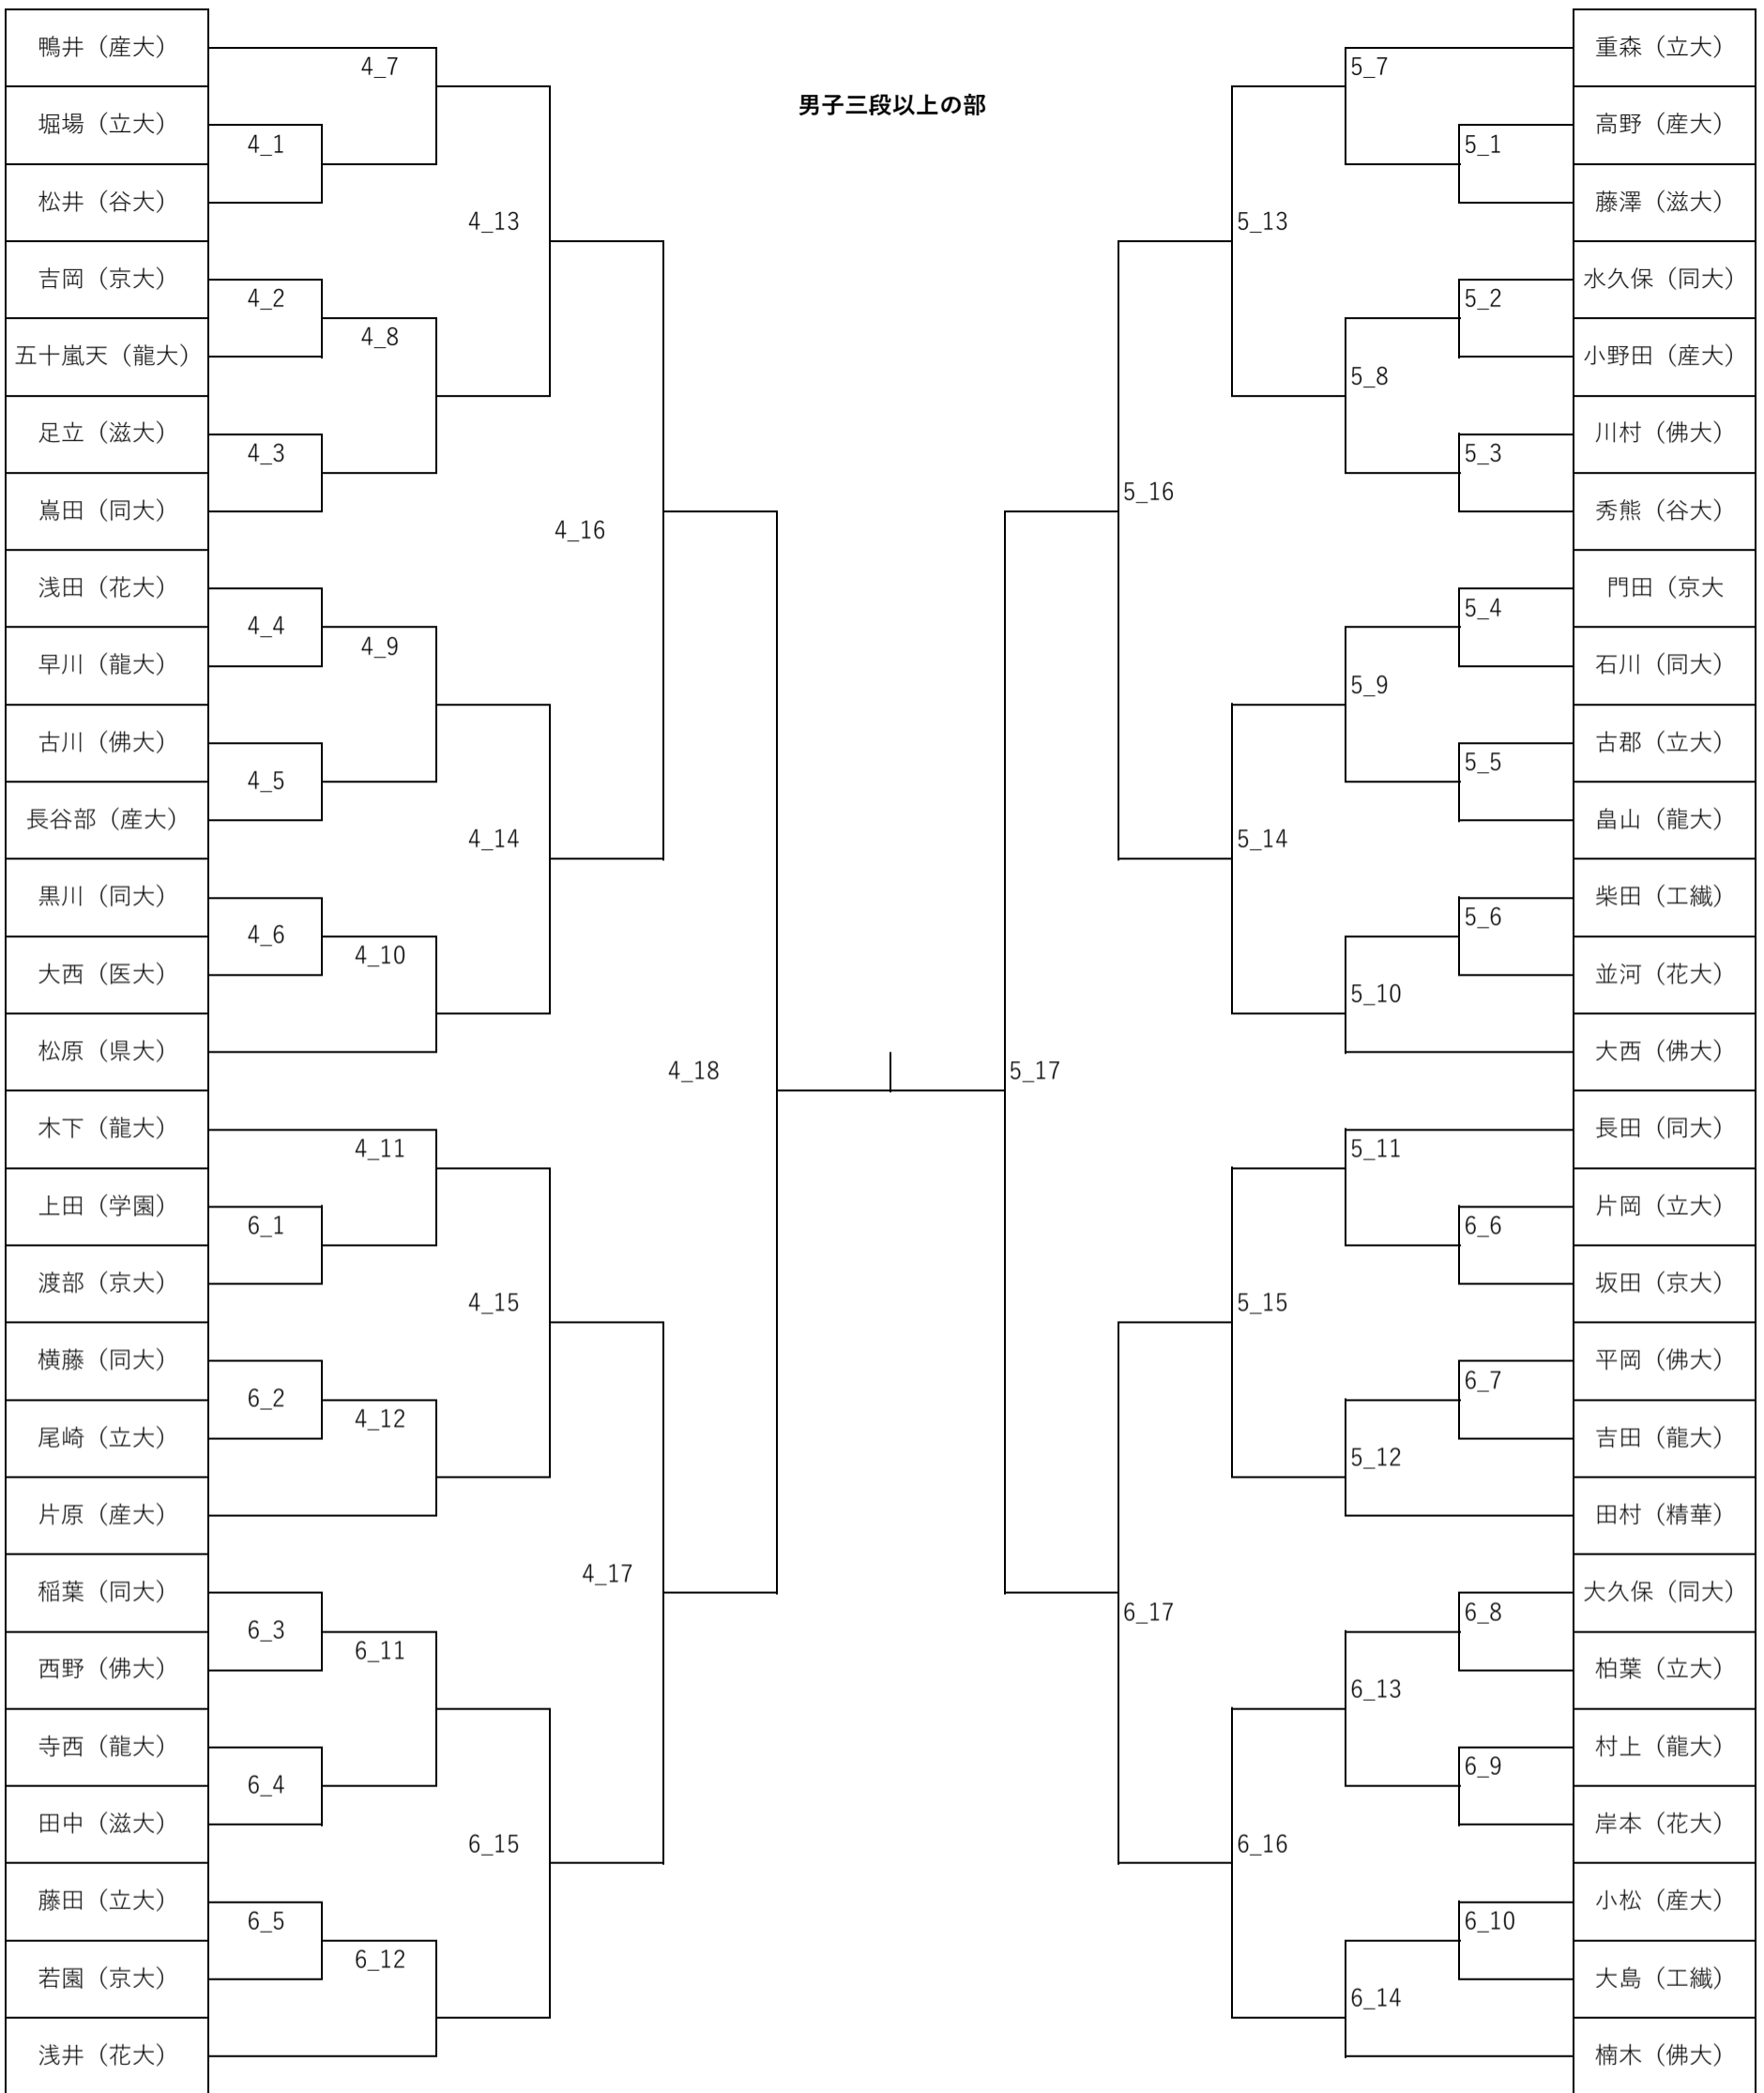 男子三段以上の部
鴨井（産大）
堀場（立大）
松井（谷大）
吉岡（京大）
五十嵐天（龍大）
足立（滋大）
嶌田（同大）
浅田（花大）
早川（龍大）
古川（佛大）
長谷部（産大）
黒川（同大）
大西（医大）
松原（県大）
木下（龍大）
上田（学園）
渡部（京大）
横藤（同大）
尾崎（立大）
片原（産大）
稲葉（同大）
西野（佛大）
寺西（龍大）
田中（滋大）
藤田（立大）
若園（京大）
浅井（花大）
4_1
4_2
4_3
4_4
4_5
4_6
6_1
6_2
6_3
6_4
6_5
4_7
4_8
4_9
4_10
4_11
4_12
6_11
6_12
4_13
4_14
4_15
6_15
4_16
4_17
4_18
5_17
5_16
6_17
5_13
5_14
5_15
6_16
5_7
5_8
5_9
5_10
5_11
5_12
6_13
6_14
5_1
5_2
5_3
5_4
5_5
5_6
6_6
6_7
6_8
6_9
6_10
重森（立大）
高野（産大）
藤澤（滋大）
水久保（同大）
小野田（産大）
川村（佛大）
秀熊（谷大）
門田（京大
石川（同大）
古郡（立大）
畠山（龍大）
柴田（工繊）
並河（花大）
大西（佛大）
長田（同大）
片岡（立大）
坂田（京大）
平岡（佛大）
吉田（龍大）
田村（精華）
大久保（同大）
柏葉（立大）
村上（龍大）
岸本（花大）
小松（産大）
大島（工繊）
楠木（佛大）